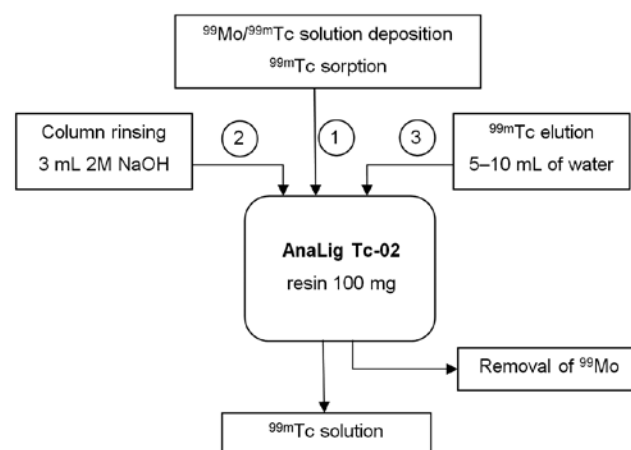 ⁹⁹Mo/⁹⁹ᵐTc solution deposition
⁹⁹ᵐTc sorption
Column rinsing
3 mL 2M NaOH
2
1
3
⁹⁹ᵐTc elution
5–10 mL of water
AnaLig Tc-02
resin 100 mg
Removal of ⁹⁹Mo
⁹⁹ᵐTc solution